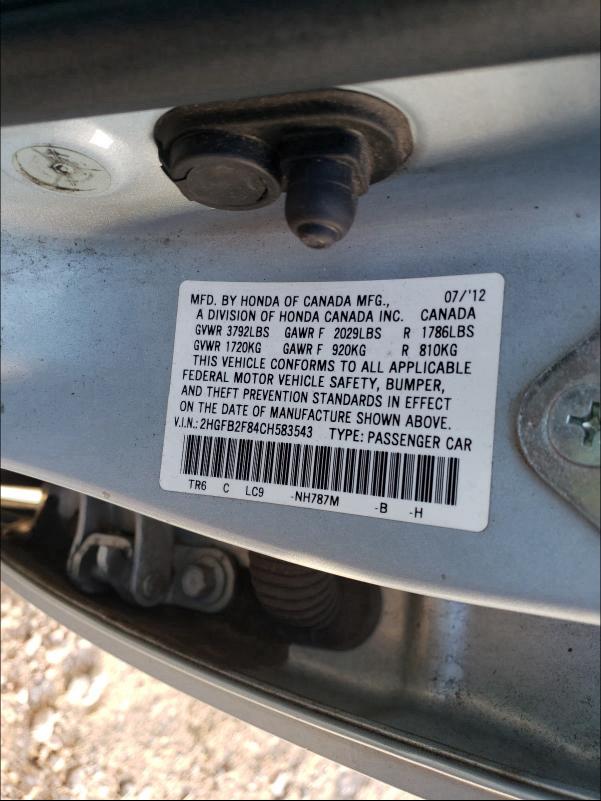 MFD. BY HONDA OF CANADA MFG., 07/'12
A DIVISION OF HONDA CANADA INC. CANADA
GVWR 3792LBS GAWR F 2029LBS R 1786LBS
GVWR 1720KG GAWR F 920KG R 810KG
THIS VEHICLE CONFORMS TO ALL APPLICABLE
FEDERAL MOTOR VEHICLE SAFETY, BUMPER,
AND THEFT PREVENTION STANDARDS IN EFFECT
ON THE DATE OF MANUFACTURE SHOWN ABOVE.
V.I.N.: 2HGFB2F84CH583543 TYPE: PASSENGER CAR
TR6 C LC9 -NH787M -B -H